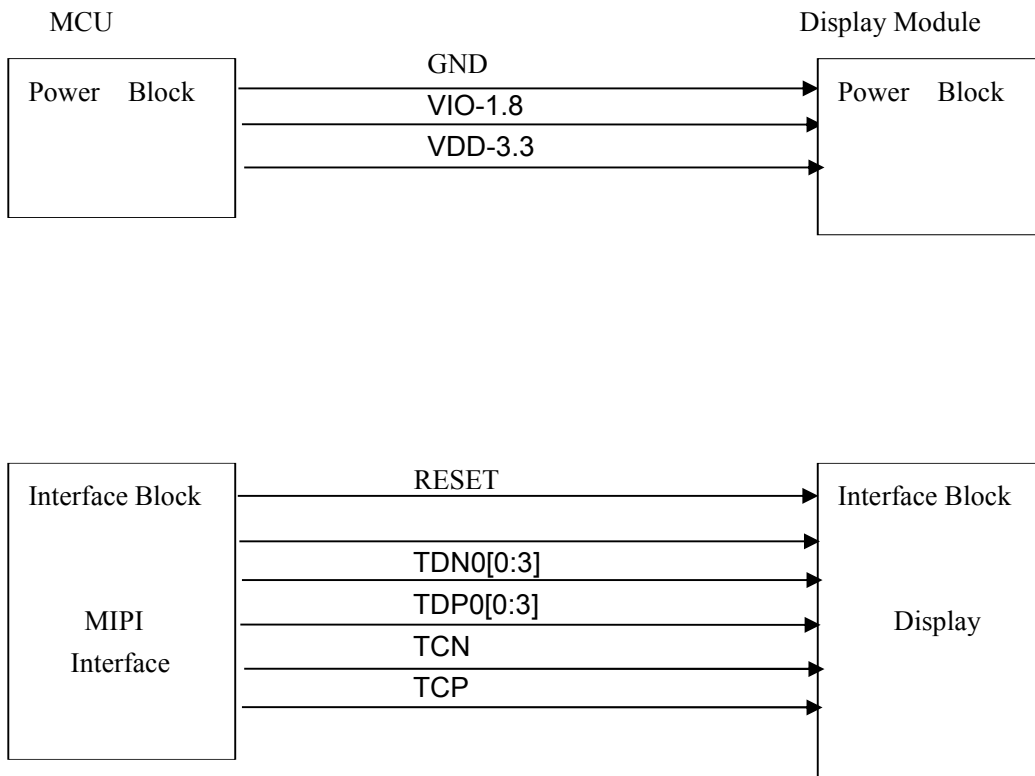 MCU
Display Module
GND
Power Block
Power Block
VIO-1.8
VDD-3.3
RESET
Interface Block
Interface Block
TDN0[0:3]
TDP0[0:3]
MIPI
Interface
Display
TCN
TCP